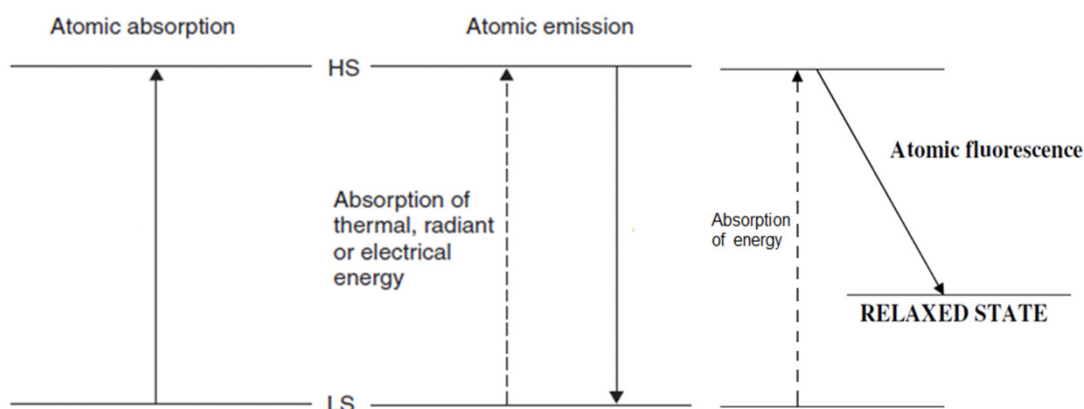 Atomic absorption
Atomic emission
HS
Atomic fluorescence
Absorption of
thermal, radiant
or electrical
energy
Absorption
of energy
RELAXED STATE
LS